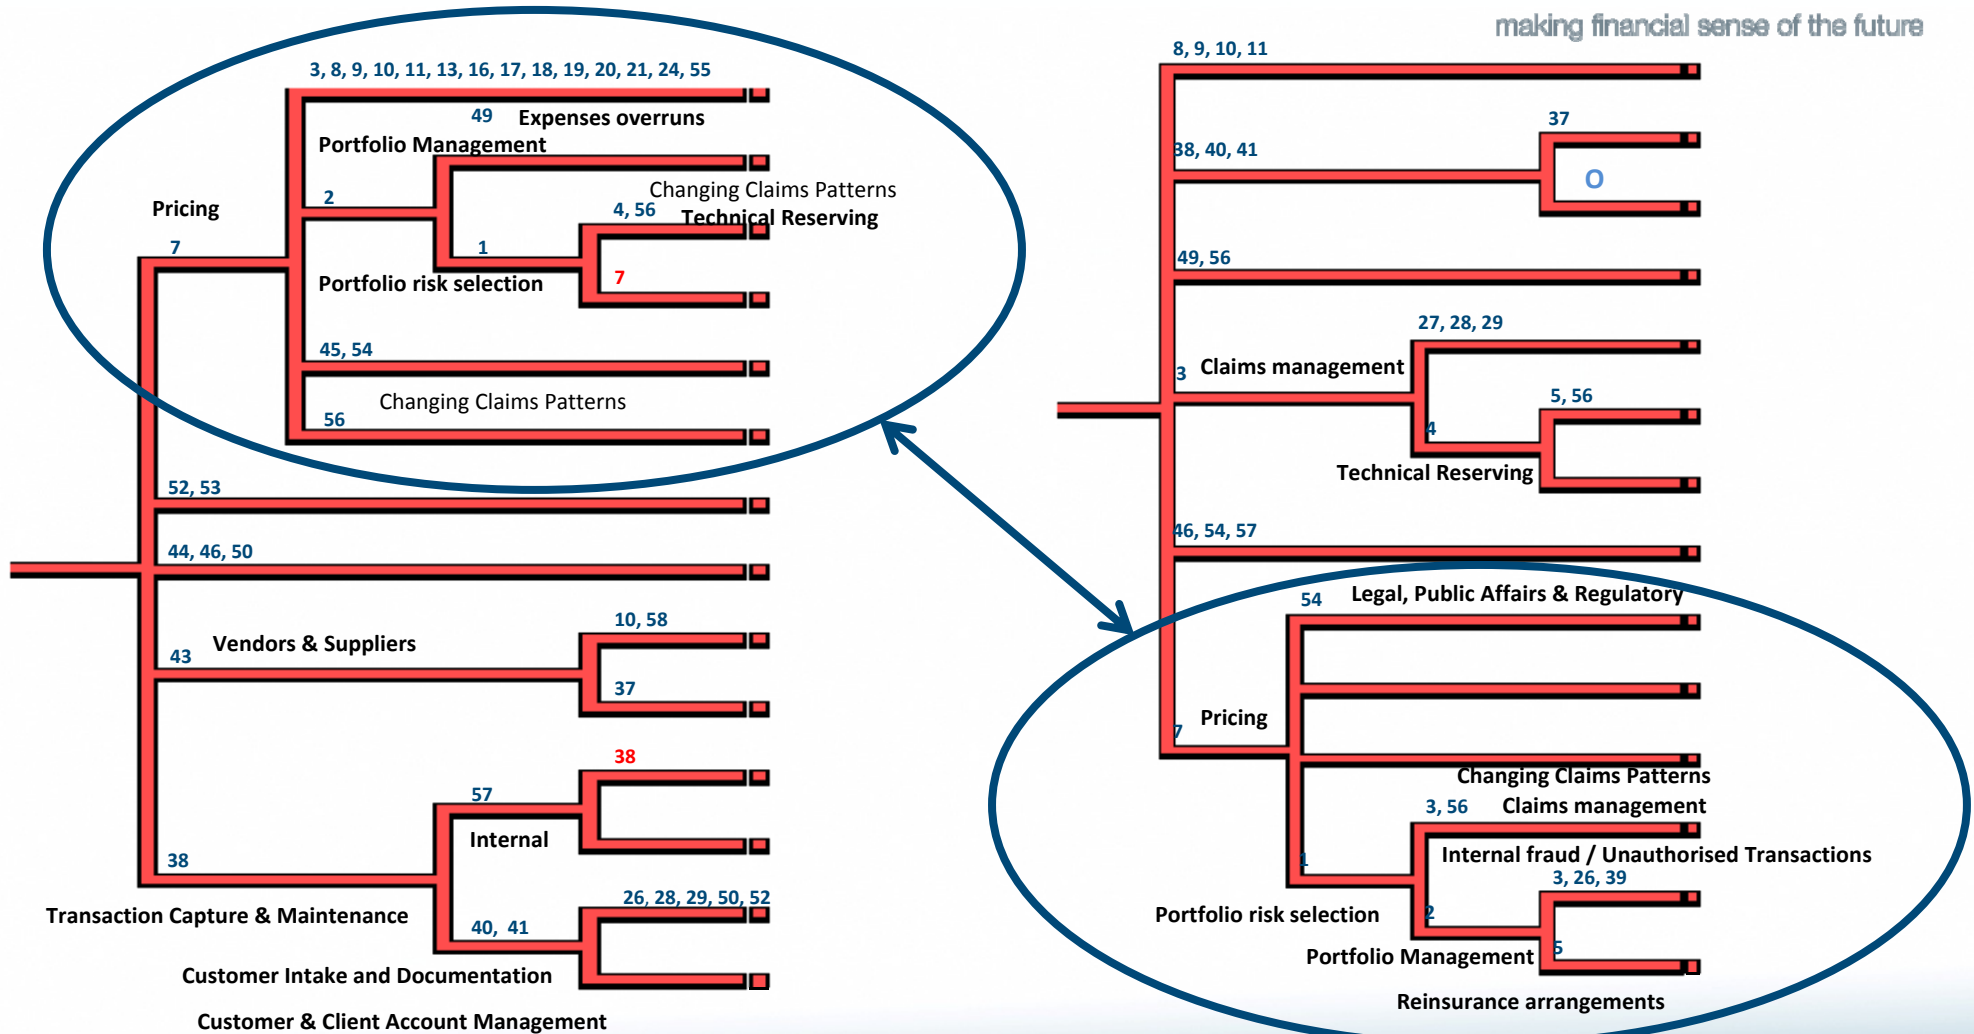 making financial sense of the future
3, 8, 9, 10, 11, 13, 16, 17, 18, 19, 20, 21, 24, 55
49 Expenses overruns
Portfolio Management
2
Changing Claims Patterns
4, 56
Technical Reserving
Pricing
7
1
Portfolio risk selection
7
45, 54
Changing Claims Patterns
56
52, 53
44, 46, 50
Vendors & Suppliers
10, 58
43
37
38
57
Internal
38
26, 28, 29, 50, 52
Transaction Capture & Maintenance
40, 41
Customer Intake and Documentation
Customer & Client Account Management
8, 9, 10, 11
37
38, 40, 41
O
49, 56
27, 28, 29
3 Claims management
5, 56
4
Technical Reserving
46, 54, 57
54 Legal, Public Affairs & Regulatory
Pricing
7
Changing Claims Patterns
3, 56 Claims management
Internal fraud / Unauthorised Transactions
1
3, 26, 39
Portfolio risk selection
2
Portfolio Management
5
Reinsurance arrangements